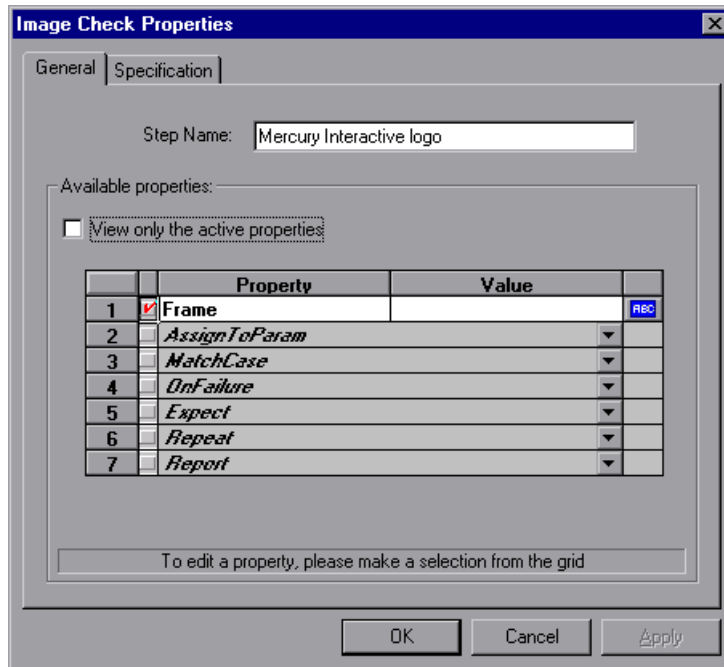 Image Check Properties
General Specification
Step Name: Mercury Interactive logo
Available properties:
View only the active properties
Property Value
1 Frame ABC
2 AssignToParam
3 MatchCase
4 OnFailure
5 Expect
6 Repeat
7 Report
To edit a property, please make a selection from the grid
OK Cancel Apply